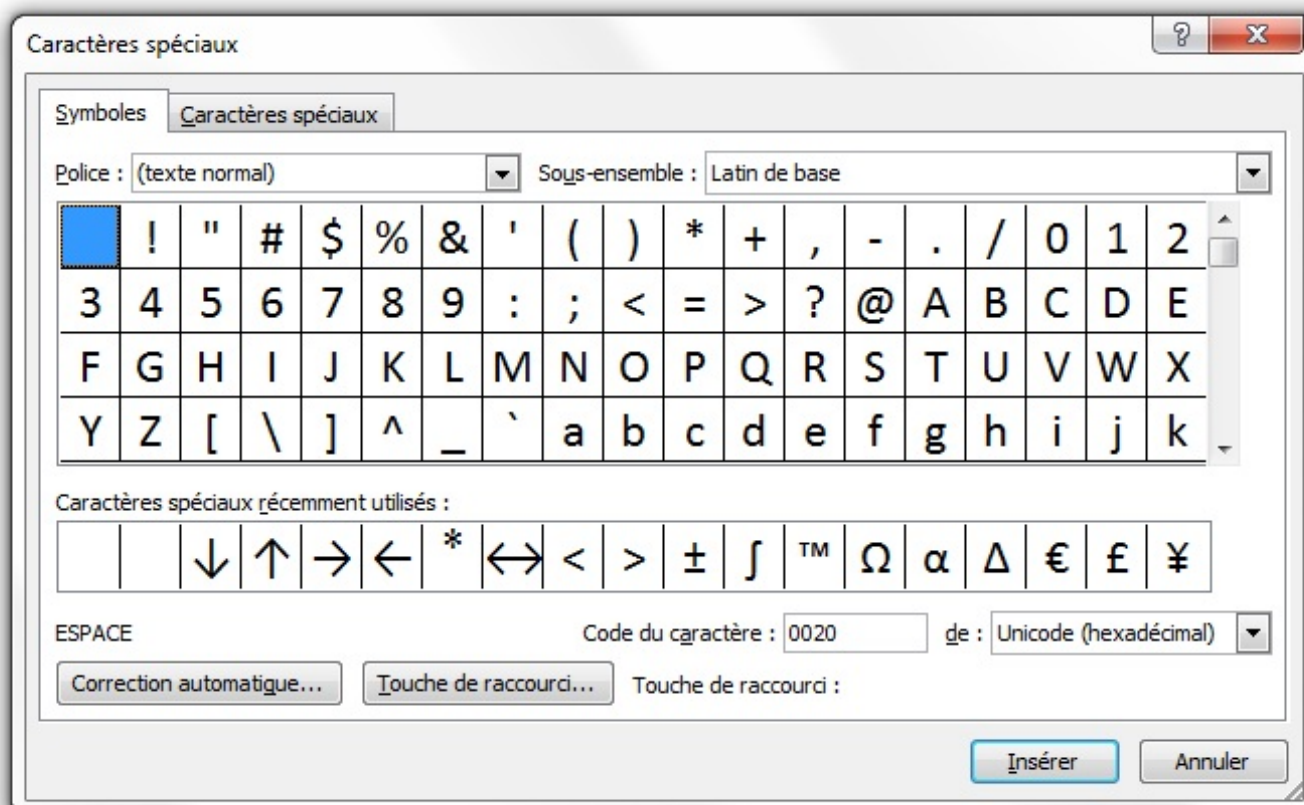 Caractères spéciaux
Symboles Caractères spéciaux
Police : (texte normal) Sous-ensemble : Latin de base
! " # $ % & ' ( ) * + , - . / 0 1 2
3 4 5 6 7 8 9 : ; < = > ? @ A B C D E
F G H I J K L M N O P Q R S T U V W X
Y Z [ \ ] ^ _ ` a b c d e f g h i j k
Caractères spéciaux récemment utilisés :
↓ ↑ → ← * ↔ < > ± ∫ ™ Ω α Δ € £ ¥
ESPACE Code du caractère : 0020 de : Unicode (hexadécimal)
Correction automatique... Touche de raccourci... Touche de raccourci :
Insérer Annuler